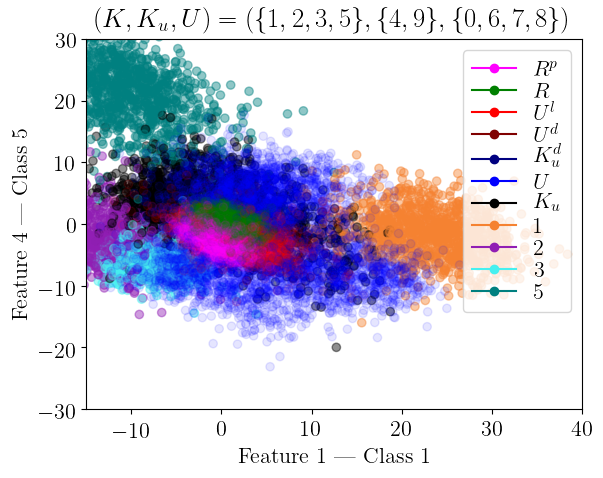 (K, K_u, U) = ({1, 2, 3, 5}, {4, 9}, {0, 6, 7, 8})
30
20
10
0
−10
−20
−30
Feature 4 — Class 5
R^p
R
U^l
U^d
K_u^d
U
K_u
1
2
3
5
−10
0
10
20
30
40
Feature 1 — Class 1